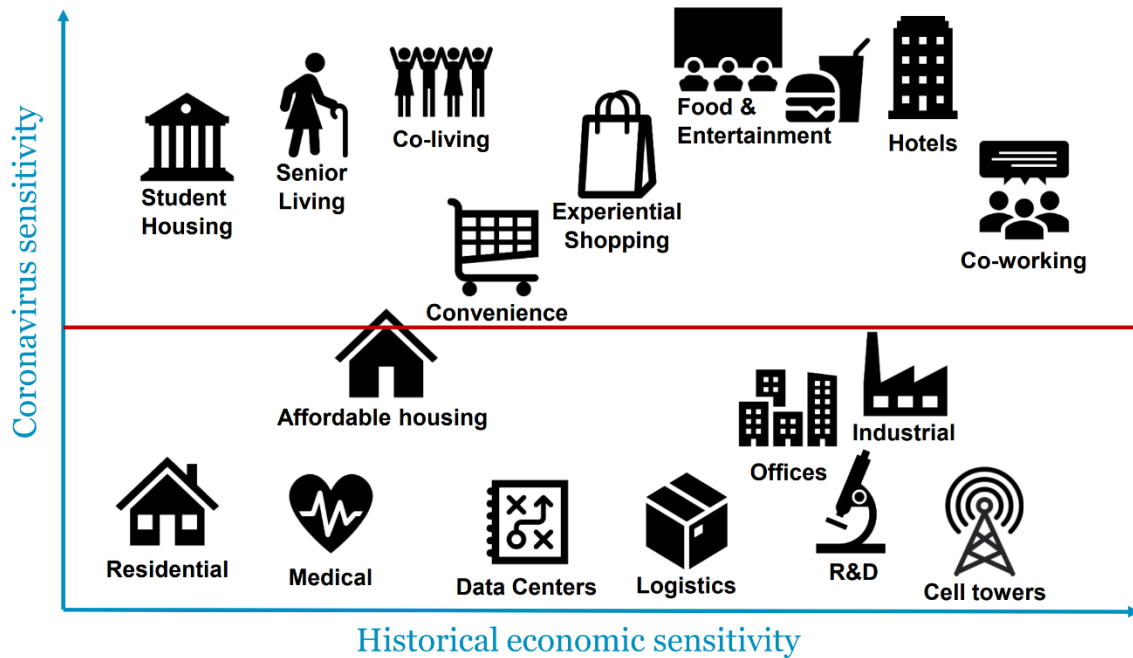 Coronavirus sensitivity
Student
Housing
Senior
Living
Co-living
Convenience
Experiential
Shopping
Food &
Entertainment
Hotels
Co-working
Affordable housing
Offices
Industrial
Residential
Medical
Data Centers
Logistics
R&D
Cell towers
Historical economic sensitivity